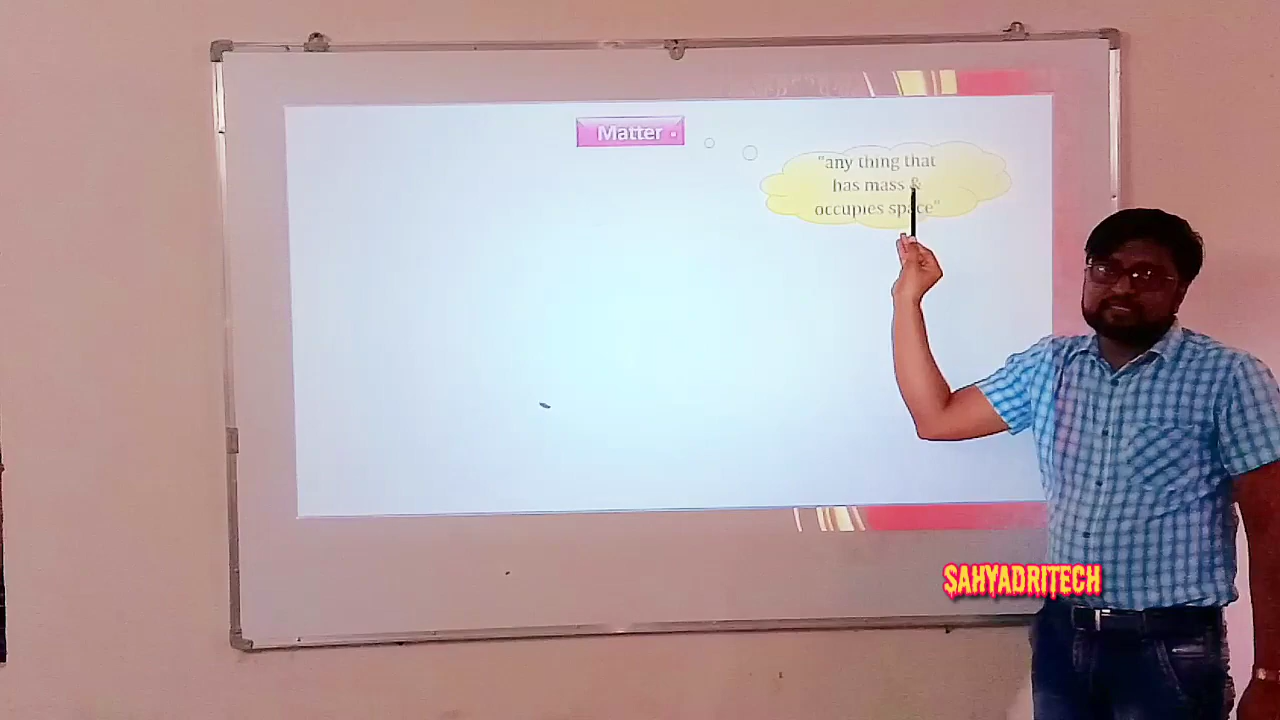 Matter
"any thing that
has mass &
occupies space"
SAHYADRITECH